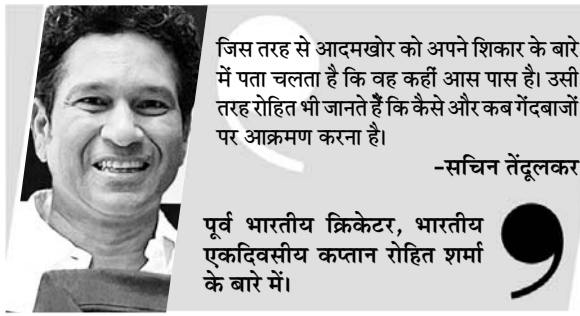 जिस तरह से आदमखोर को अपने शिकार के बारे
में पता चलता है कि वह कहीं आस पास है। उसी
तरह रोहित भी जानते हैं कि कैसे और कब गेंदबाजों
पर आक्रमण करना है।
-सचिन तेंदूलकर
पूर्व भारतीय क्रिकेटर, भारतीय
एकदिवसीय कप्तान रोहित शर्मा
के बारे में।